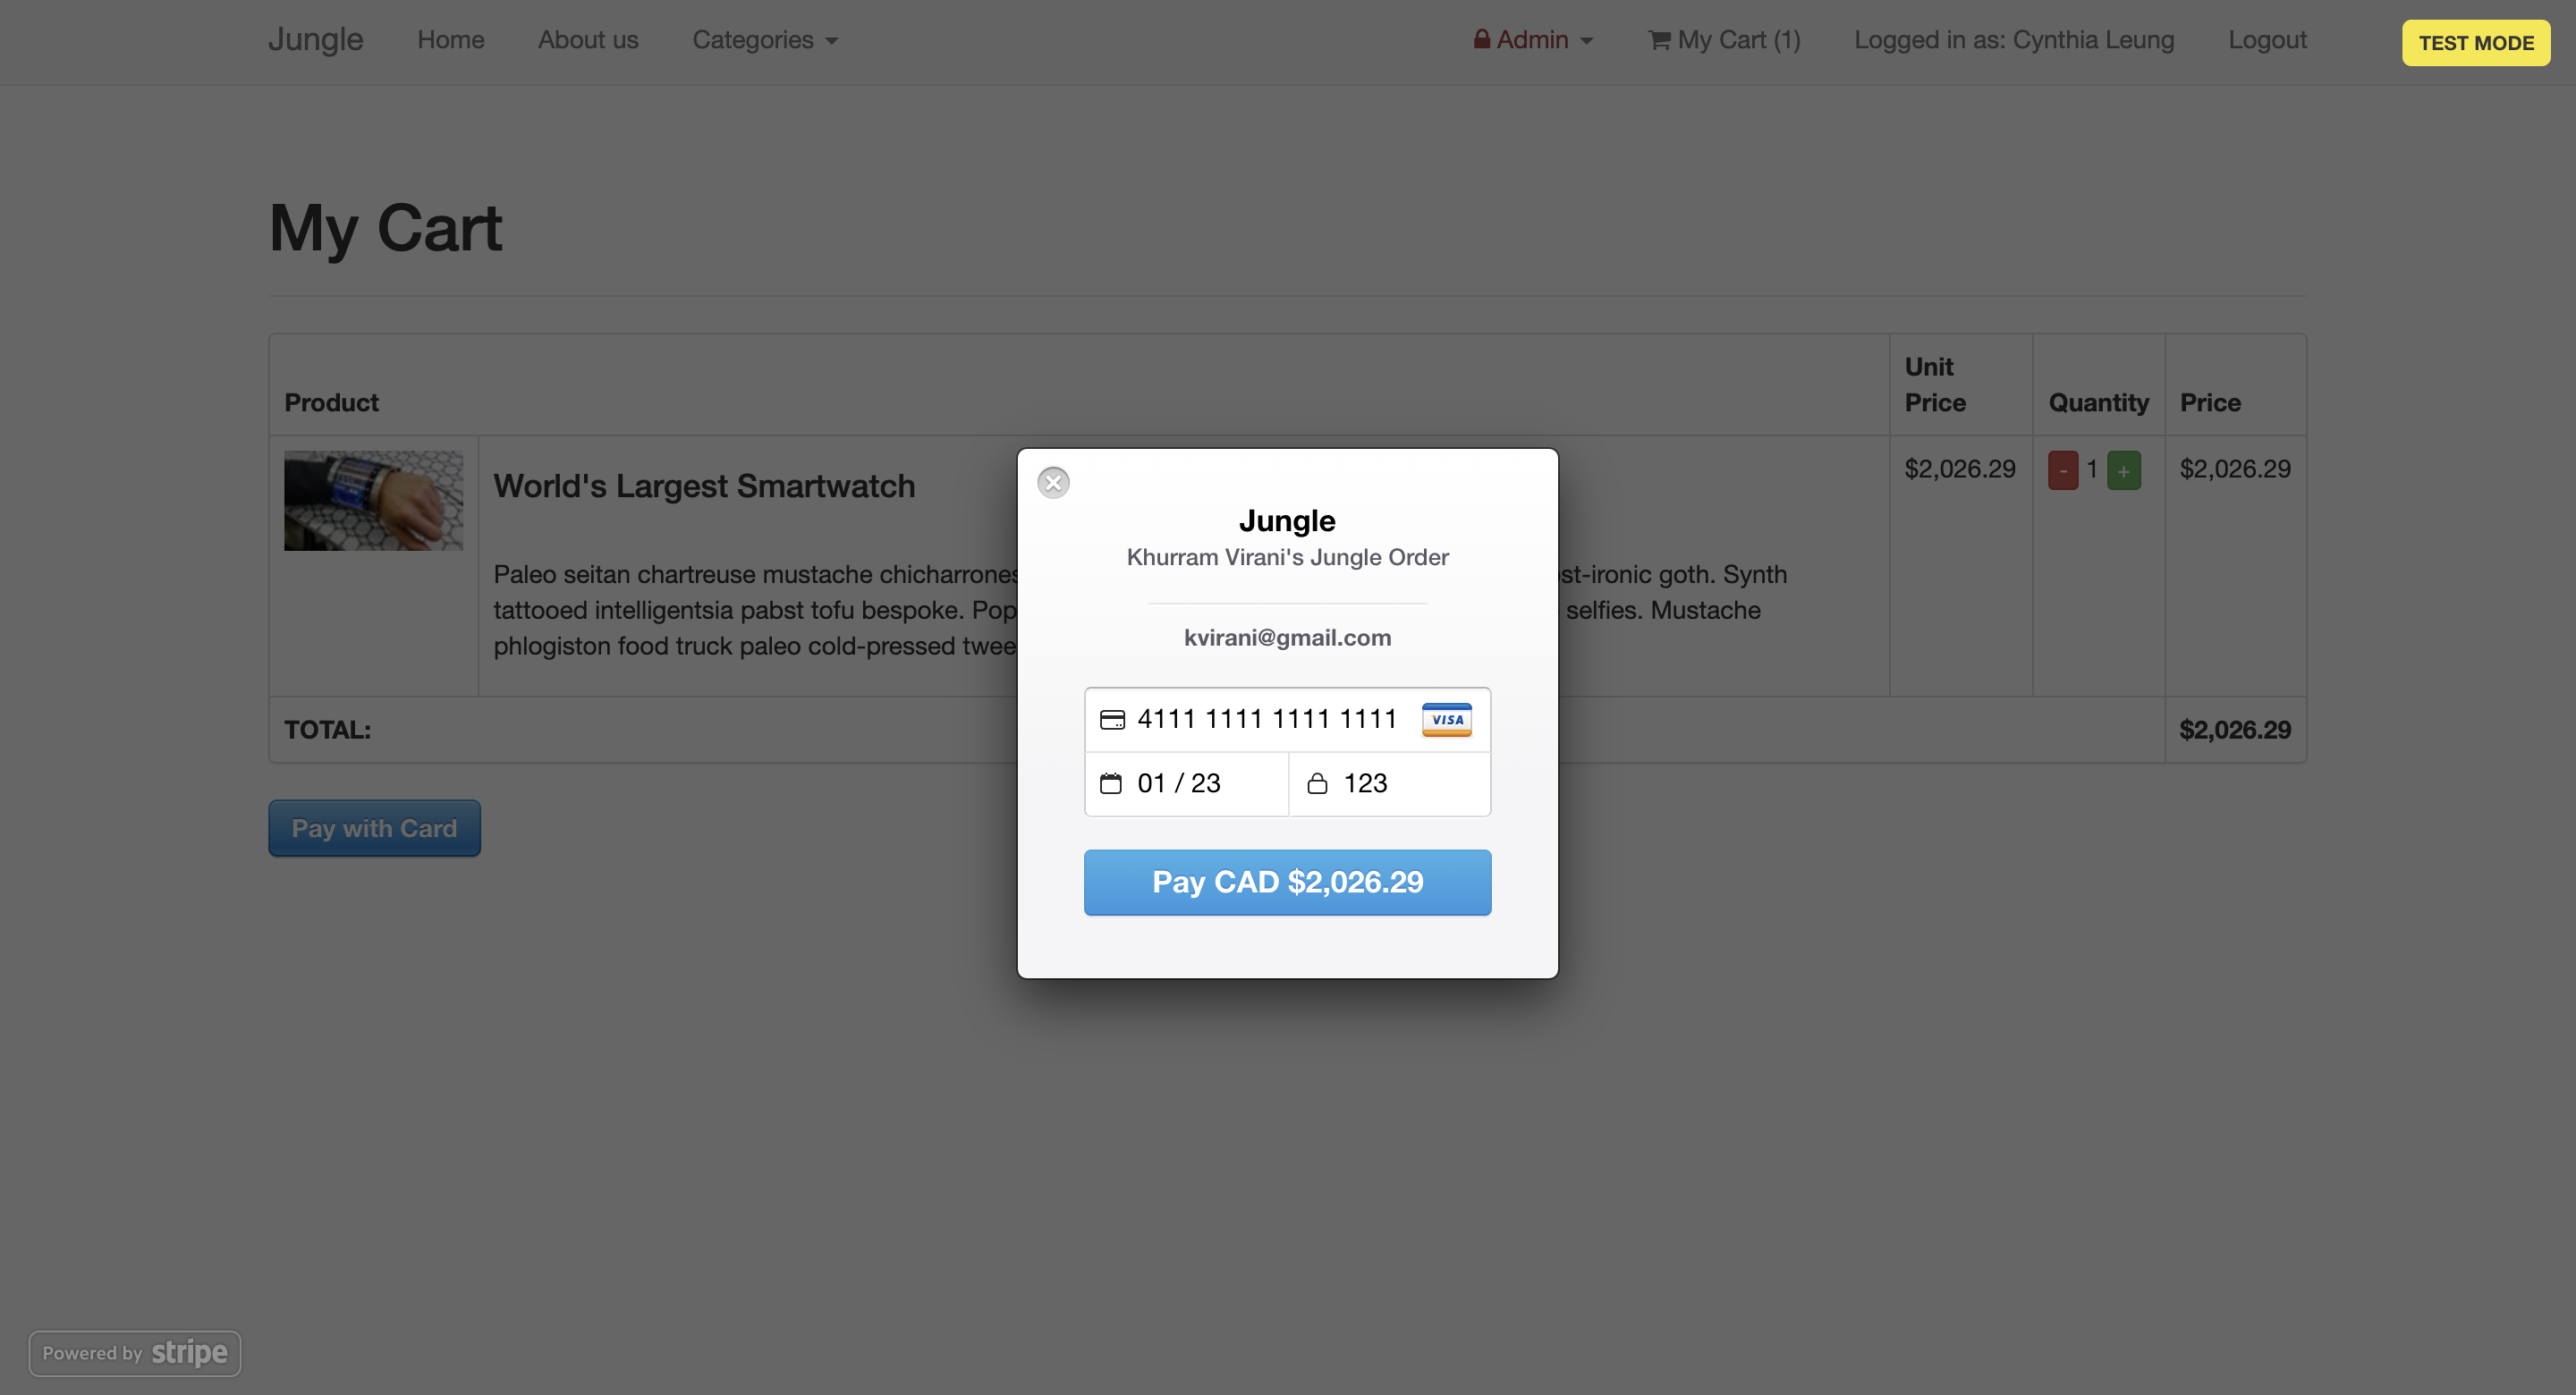 Jungle Home About us Categories Admin My Cart (1) Logged in as: Cynthia Leung Logout TEST MODE
My Cart
Product Unit Price Quantity Price
World's Largest Smartwatch $2,026.29 - 1 + $2,026.29
Paleo seitan chartreuse mustache chicharrones st-ironic goth. Synth
tattooed intelligentsia pabst tofu bespoke. Pop selfies. Mustache
phlogiston food truck paleo cold-pressed twee
TOTAL: $2,026.29
Pay with Card
Jungle
Khurram Virani's Jungle Order
kvirani@gmail.com
4111 1111 1111 1111 VISA
01 / 23 123
Pay CAD $2,026.29
Powered by stripe